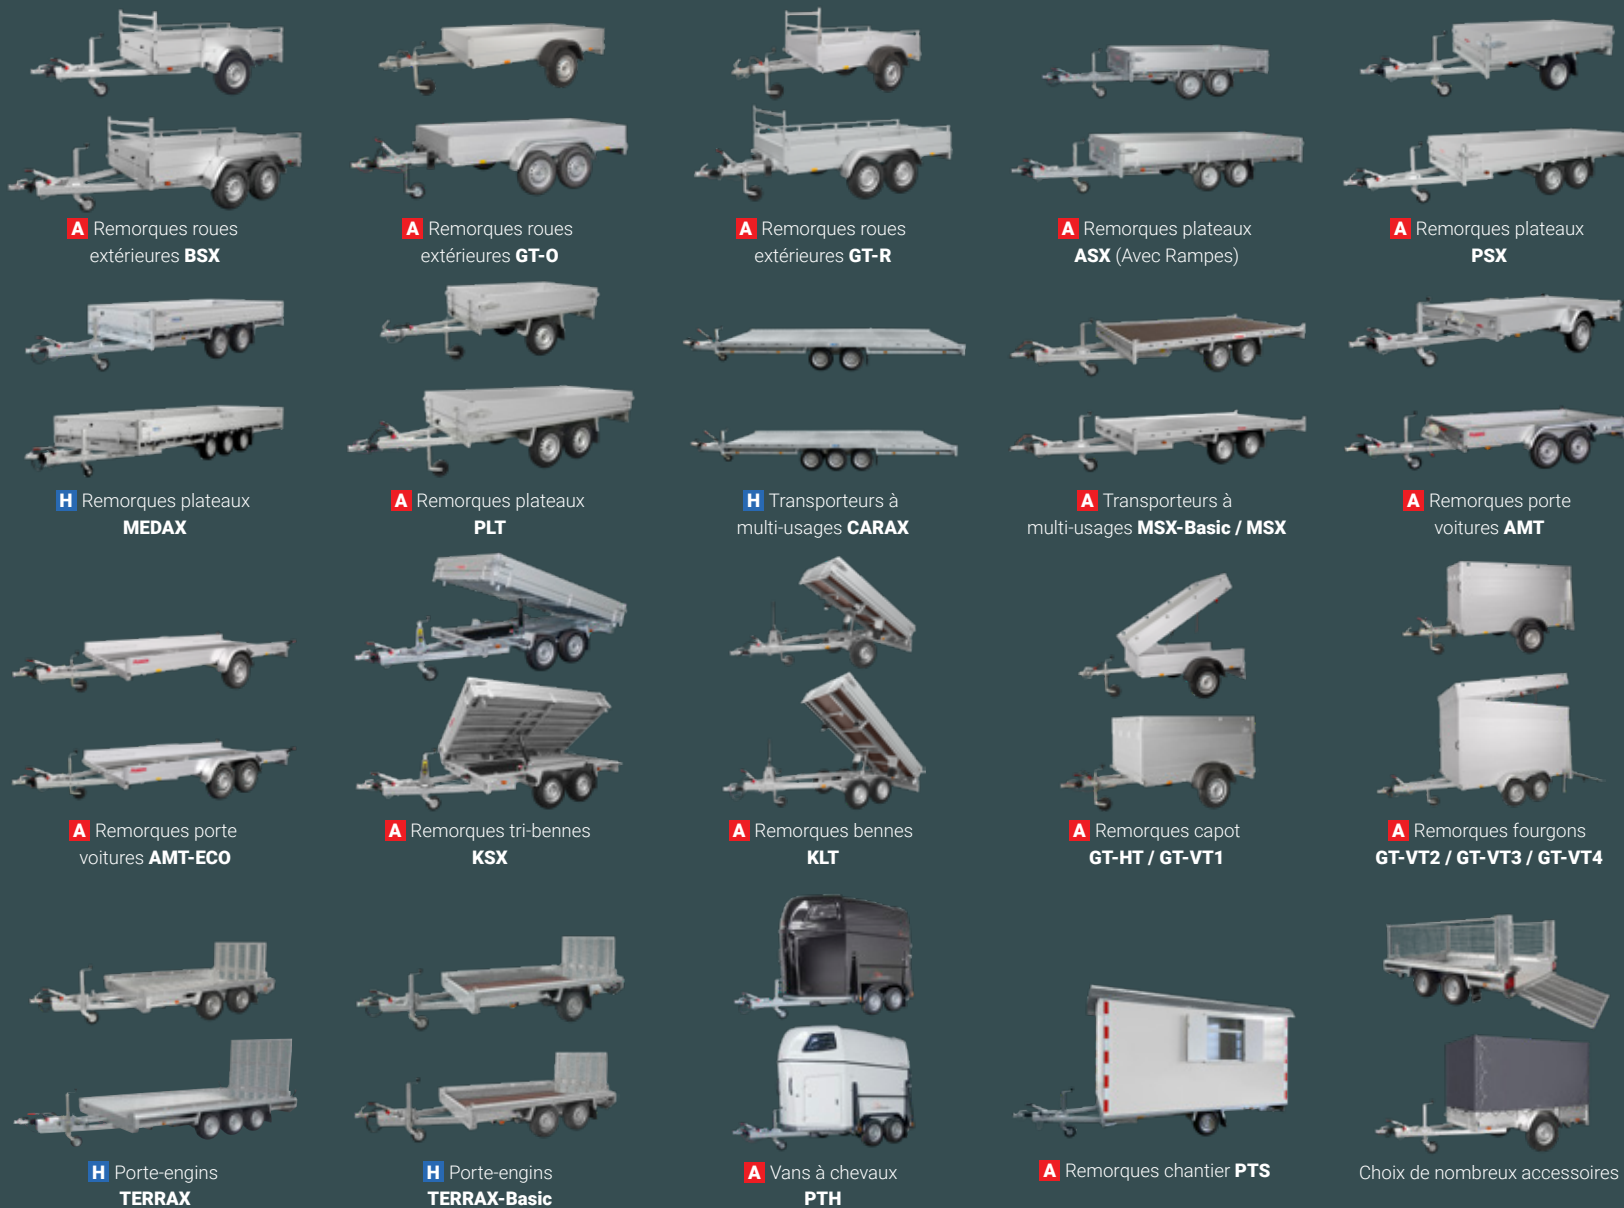 A Remorques roues
extérieures BSX
A Remorques roues
extérieures GT-O
A Remorques roues
extérieures GT-R
A Remorques plateaux
ASX (Avec Rampes)
A Remorques plateaux
PSX
H Remorques plateaux
MEDAX
A Remorques plateaux
PLT
H Transporteurs à
multi-usages CARAX
A Transporteurs à
multi-usages MSX-Basic / MSX
A Remorques porte
voitures AMT
A Remorques porte
voitures AMT-ECO
A Remorques tri-bennes
KSX
A Remorques bennes
KLT
A Remorques capot
GT-HT / GT-VT1
A Remorques fourgons
GT-VT2 / GT-VT3 / GT-VT4
H Porte-engins
TERRAX
H Porte-engins
TERRAX-Basic
A Vans à chevaux
PTH
A Remorques chantier PTS
Choix de nombreux accessoires